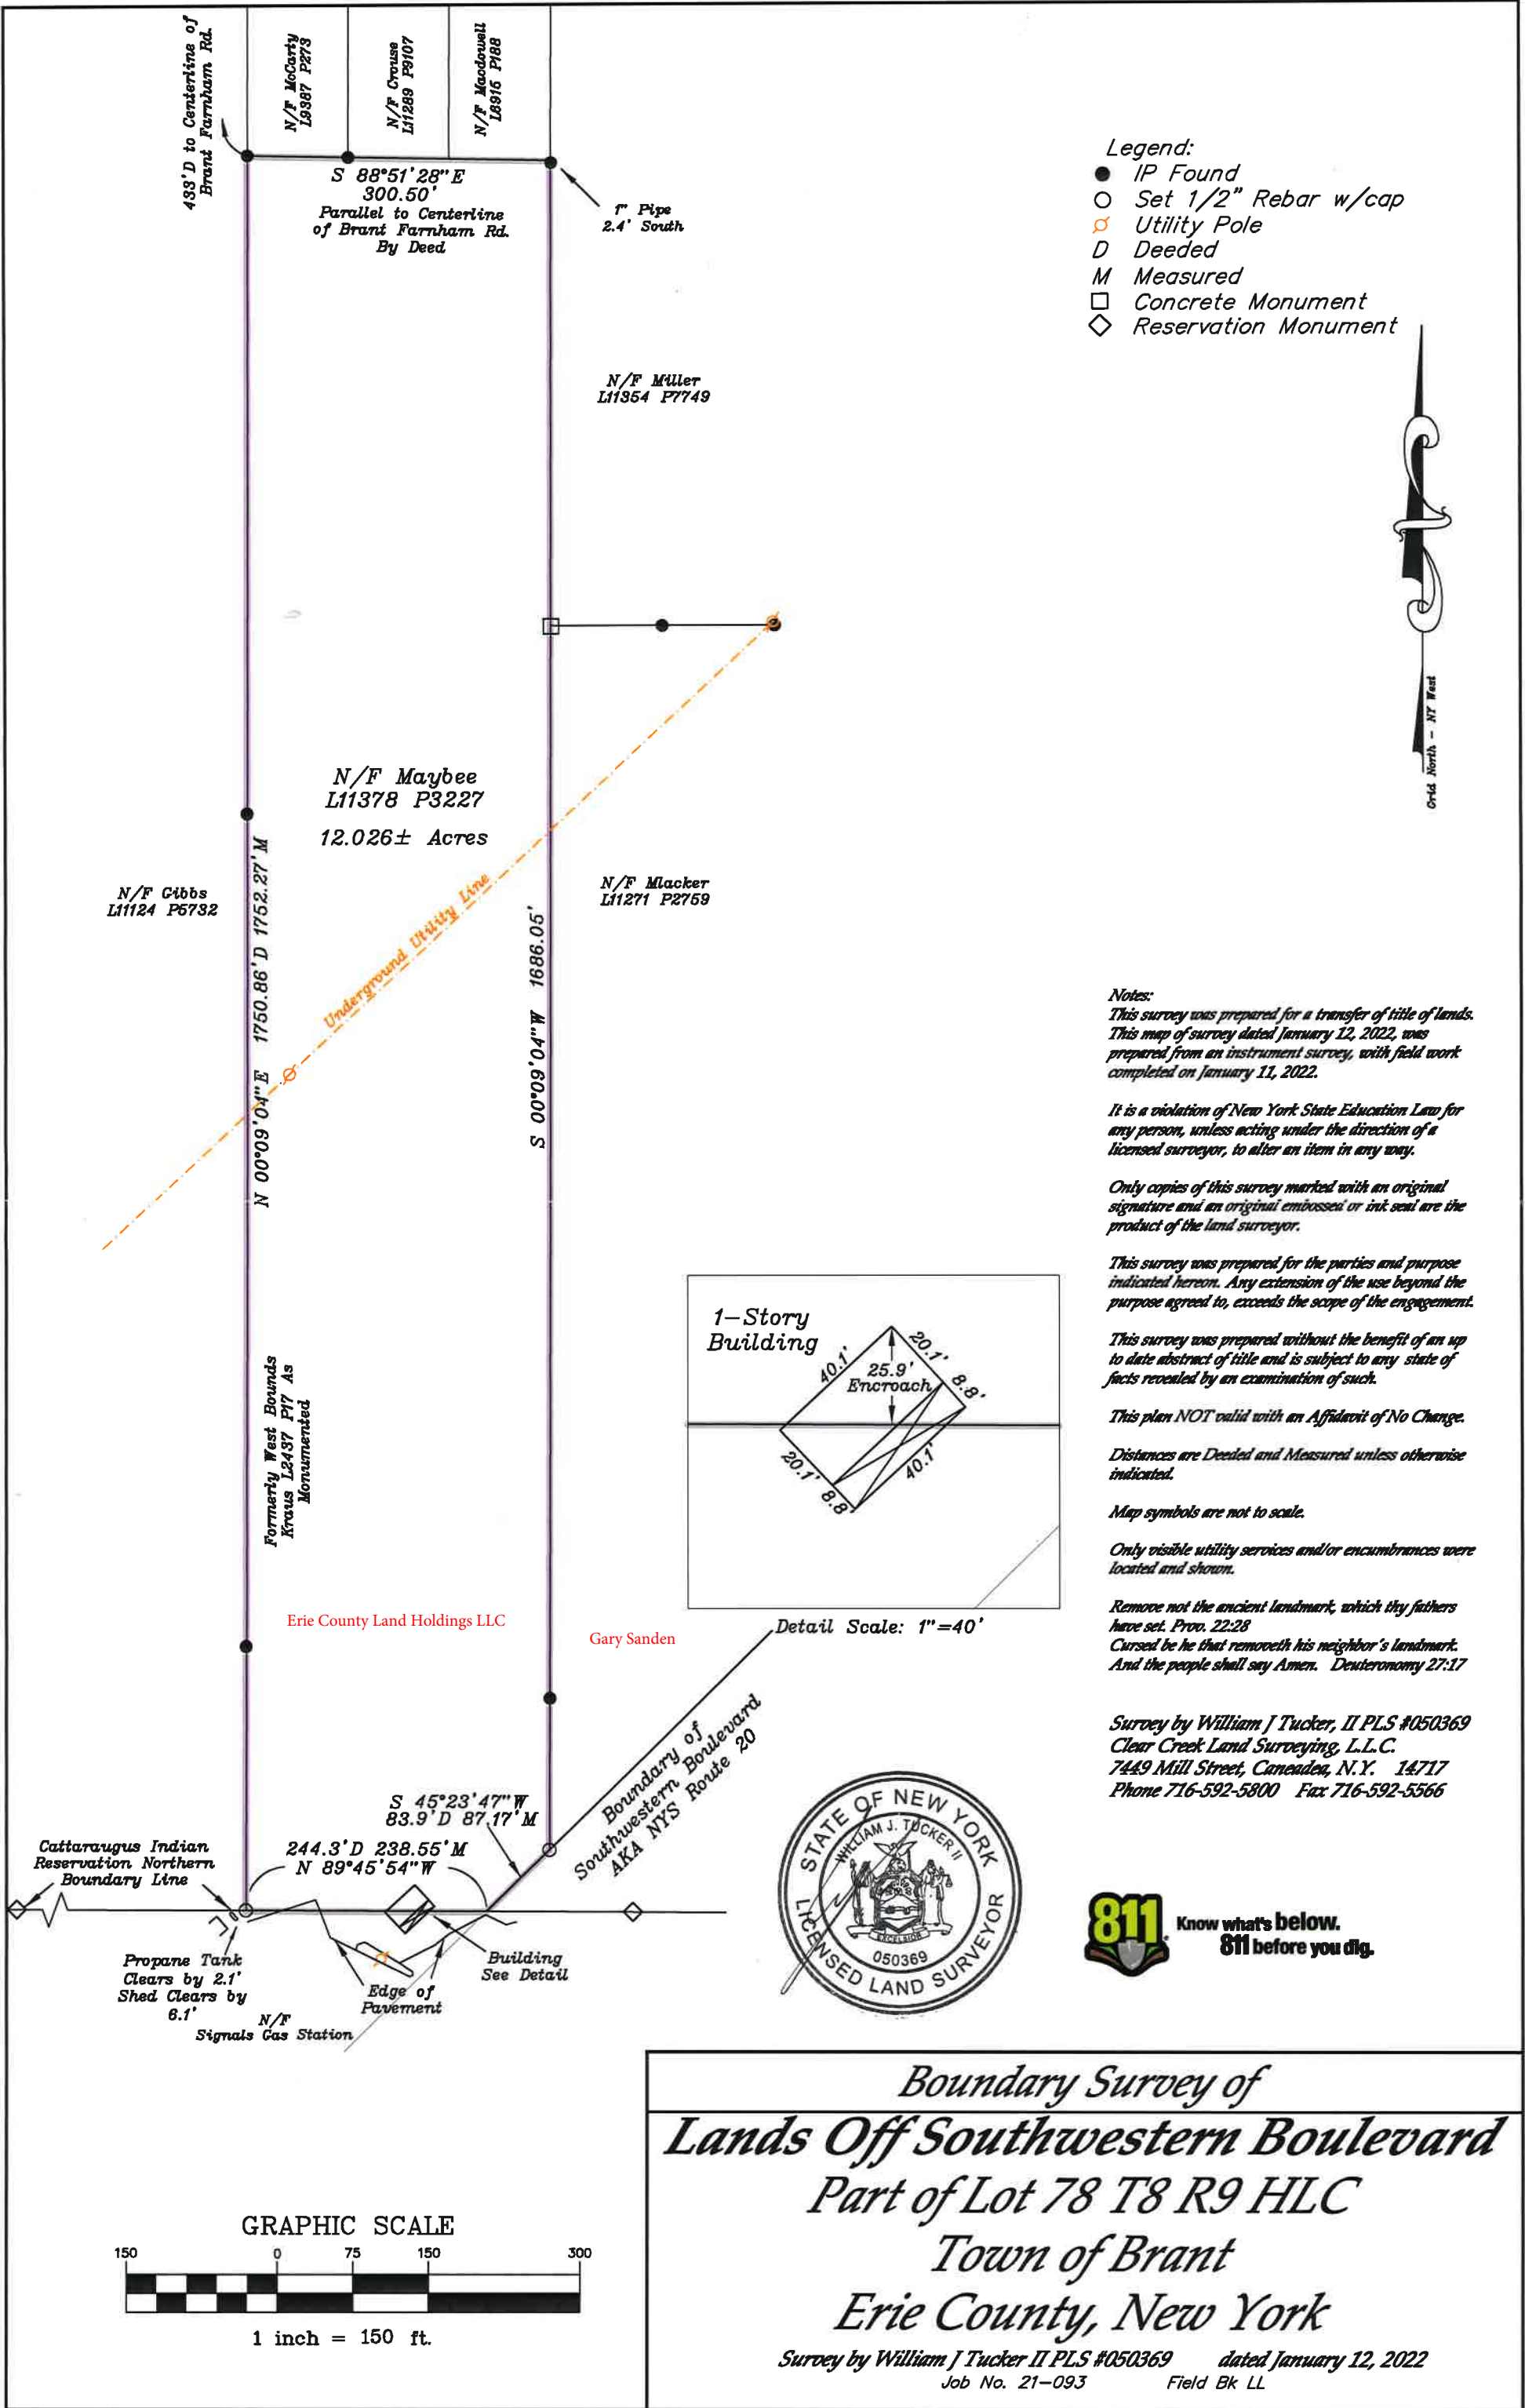 433'D to Centerline of
Brant Farnham Rd.
N/F McCarty
L9387 P273
N/F Crouse
L11289 P9107
N/F Macdowell
L8915 P188
S 88°51'28"E
300.50'
Parallel to Centerline
of Brant Farnham Rd.
By Deed
1" Pipe
2.4' South
Legend:
IP Found
Set 1/2" Rebar w/cap
Utility Pole
D Deeded
M Measured
Concrete Monument
Reservation Monument
N/F Miller
L11354 P7749
Grid North - NY West
N/F Maybee
L11378 P3227
12.026± Acres
N/F Gibbs
L11124 P5732
N/F Mlacker
L11271 P2759
Underground Utility Line
N 00°09'04"E 1750.86'D 1752.27'M
S 00°09'04"W 1686.05'
Formerly West Bounds
Kraus L2437 P17 As
Monumented
Notes:
This survey was prepared for a transfer of title of lands.
This map of survey dated January 12, 2022, was
prepared from an instrument survey, with field work
completed on January 11, 2022.
It is a violation of New York State Education Law for
any person, unless acting under the direction of a
licensed surveyor, to alter an item in any way.
Only copies of this survey marked with an original
signature and an original embossed or ink seal are the
product of the land surveyor.
This survey was prepared for the parties and purpose
indicated hereon. Any extension of the use beyond the
purpose agreed to, exceeds the scope of the engagement.
This survey was prepared without the benefit of an up
to date abstract of title and is subject to any state of
facts revealed by an examination of such.
This plan NOT valid with an Affidavit of No Change.
Distances are Deeded and Measured unless otherwise
indicated.
Map symbols are not to scale.
Only visible utility services and/or encumbrances were
located and shown.
Remove not the ancient landmark, which thy fathers
have set. Prov. 22:28
Cursed be he that removeth his neighbor's landmark.
And the people shall say Amen. Deuteronomy 27:17
Survey by William J Tucker, II PLS #050369
Clear Creek Land Surveying, L.L.C.
7449 Mill Street, Caneadea, N.Y. 14717
Phone 716-592-5800 Fax 716-592-5566
1-Story
Building
40.1'
20.1'
25.9'
Encroach
8.8'
20.1'
8.8'
40.1'
Detail Scale: 1"=40'
Erie County Land Holdings LLC
Gary Sanden
Boundary of
Southwestern Boulevard
AKA NYS Route 20
S 45°23'47"W
83.9'D 87.17'M
244.3'D 238.55'M
N 89°45'54"W
Cattaraugus Indian
Reservation Northern
Boundary Line
Propane Tank
Clears by 2.1'
Shed Clears by
6.1'
N/F
Signals Gas Station
Edge of
Pavement
Building
See Detail
STATE OF NEW YORK
WILLIAM J. TUCKER II
EXCELSIOR
050369
LICENSED LAND SURVEYOR
811
Know what's below.
811 before you dig.
GRAPHIC SCALE
150 0 75 150 300
1 inch = 150 ft.
Boundary Survey of
Lands Off Southwestern Boulevard
Part of Lot 78 T8 R9 HLC
Town of Brant
Erie County, New York
Survey by William J Tucker II PLS #050369 dated January 12, 2022
Job No. 21-093 Field Bk LL